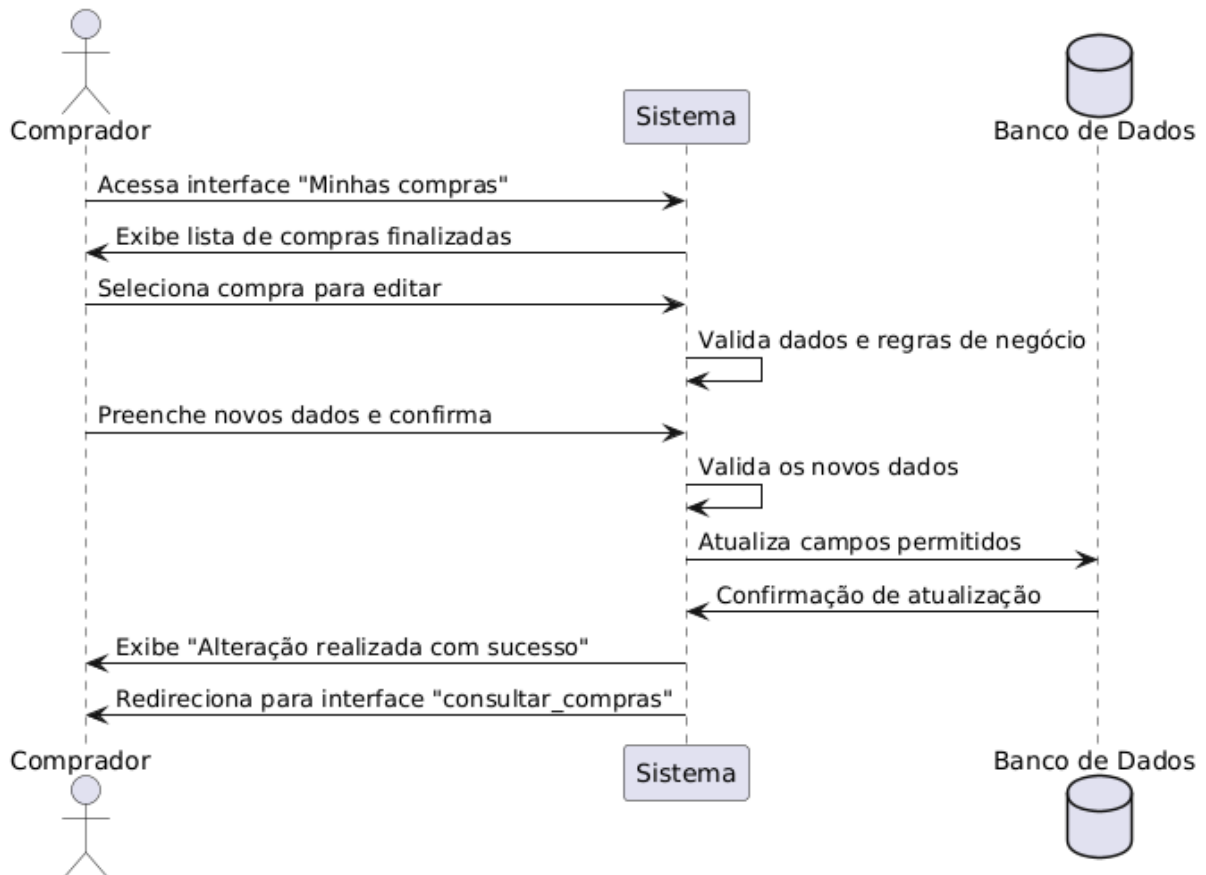 Comprador
Sistema
Banco de Dados
Acessa interface "Minhas compras"
Exibe lista de compras finalizadas
Seleciona compra para editar
Valida dados e regras de negócio
Preenche novos dados e confirma
Valida os novos dados
Atualiza campos permitidos
Confirmação de atualização
Exibe "Alteração realizada com sucesso"
Redireciona para interface "consultar_compras"
Comprador
Sistema
Banco de Dados